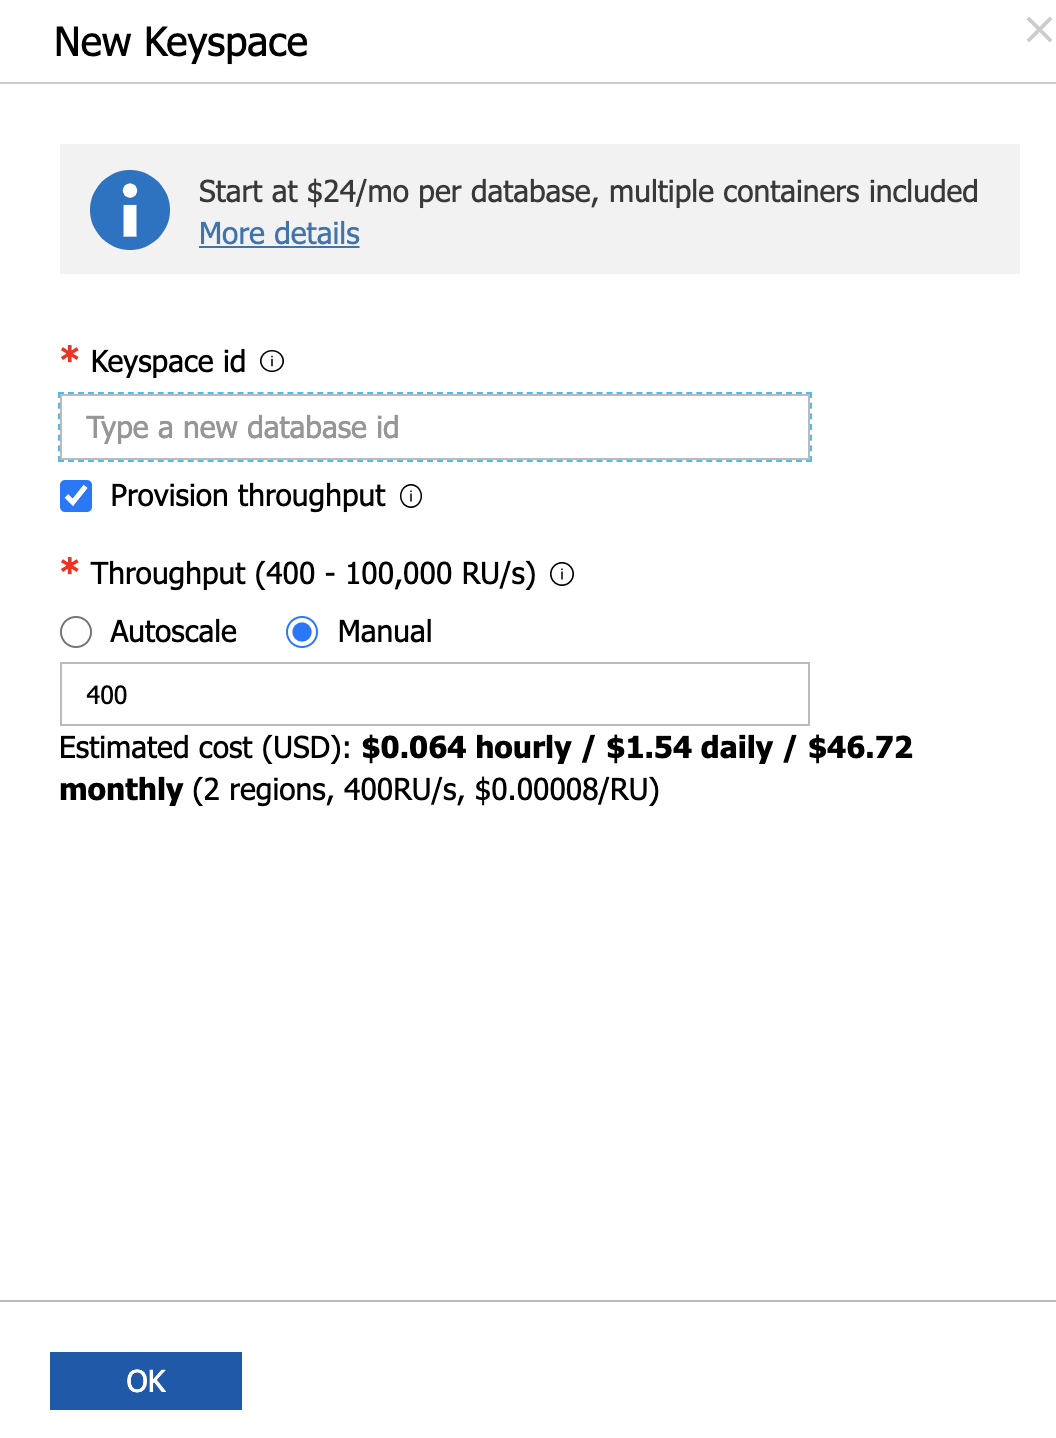 New Keyspace
Start at $24/mo per database, multiple containers included
More details
* Keyspace id
Type a new database id
Provision throughput
* Throughput (400 - 100,000 RU/s)
Autoscale Manual
400
Estimated cost (USD): $0.064 hourly / $1.54 daily / $46.72
monthly (2 regions, 400RU/s, $0.00008/RU)
OK